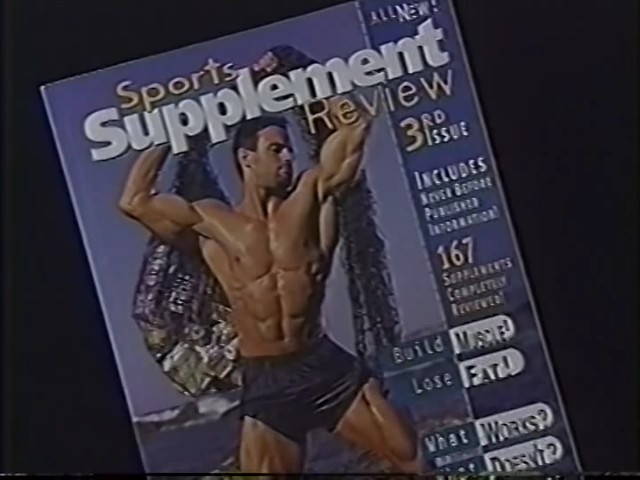 ALL NEW!
Sports
Supplement
Review
3RD ISSUE
INCLUDES
NEVER BEFORE
PUBLISHED
INFORMATION!
167
SUPPLEMENTS
COMPLETELY
REVIEWED!
Build MUSCLE!
Lose FAT!
What WORKS?
DOESN'T?